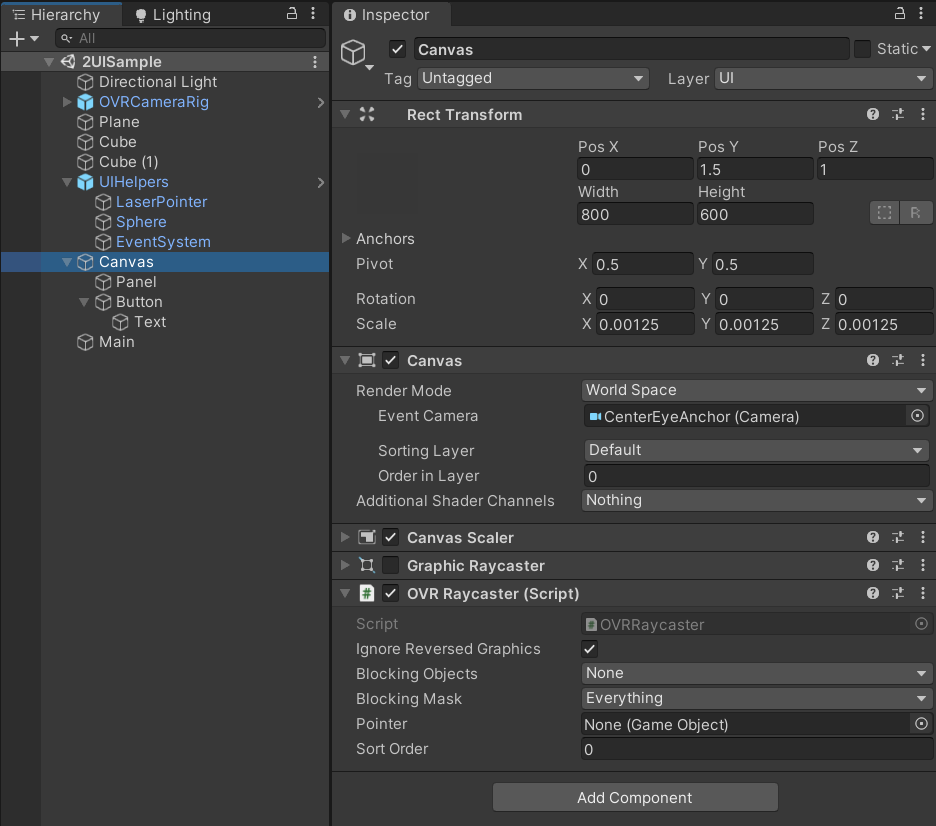 Hierarchy
Lighting
All
2UISample
Directional Light
OVRCameraRig
Plane
Cube
Cube (1)
UIHelpers
LaserPointer
Sphere
EventSystem
Canvas
Panel
Button
Text
Main
Inspector
Canvas
Static
Tag Untagged Layer UI
Rect Transform
Pos X Pos Y Pos Z
0 1.5 1
Width Height
800 600
R
Anchors
Pivot X 0.5 Y 0.5
Rotation X 0 Y 0 Z 0
Scale X 0.00125 Y 0.00125 Z 0.00125
Canvas
Render Mode World Space
Event Camera CenterEyeAnchor (Camera)
Sorting Layer Default
Order in Layer 0
Additional Shader Channels Nothing
Canvas Scaler
Graphic Raycaster
# OVR Raycaster (Script)
Script # OVRRaycaster
Ignore Reversed Graphics
Blocking Objects None
Blocking Mask Everything
Pointer None (Game Object)
Sort Order 0
Add Component